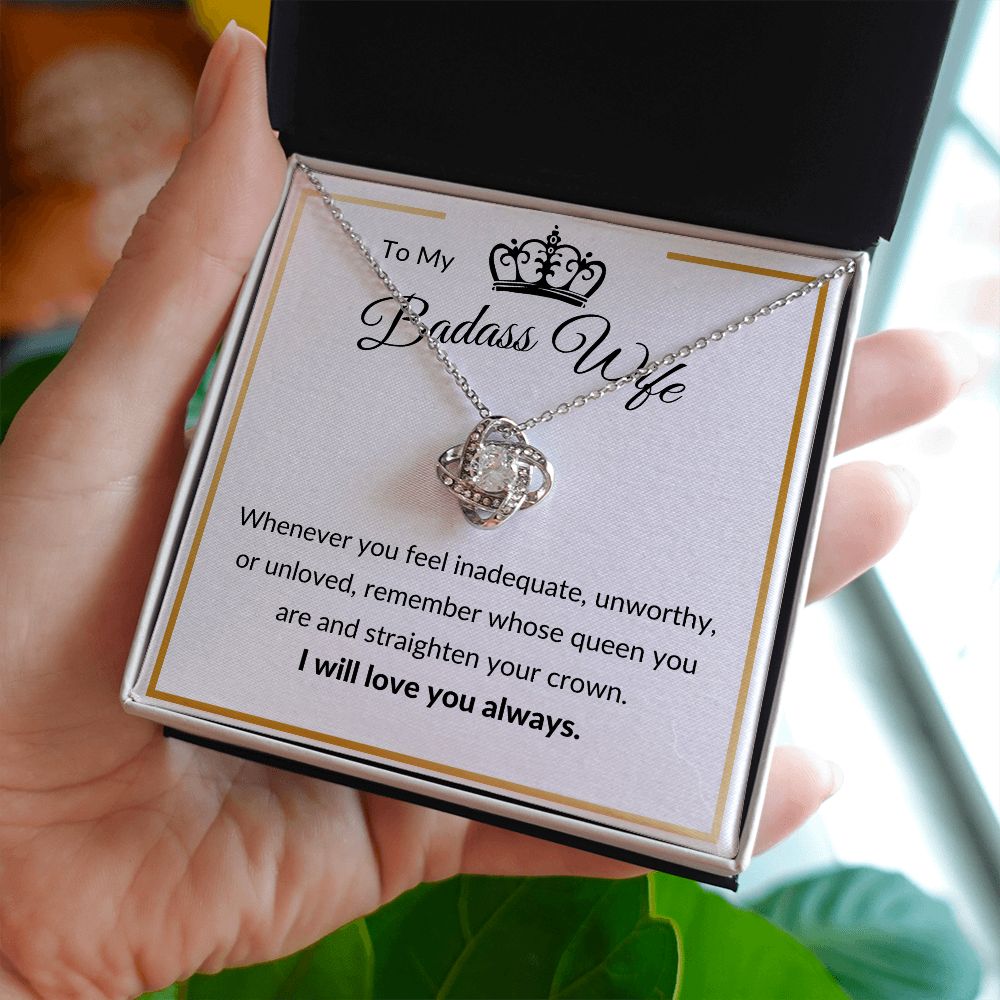 To My
Badass Wife
Whenever you feel inadequate, unworthy,
or unloved, remember whose queen you
are and straighten your crown.
I will love you always.